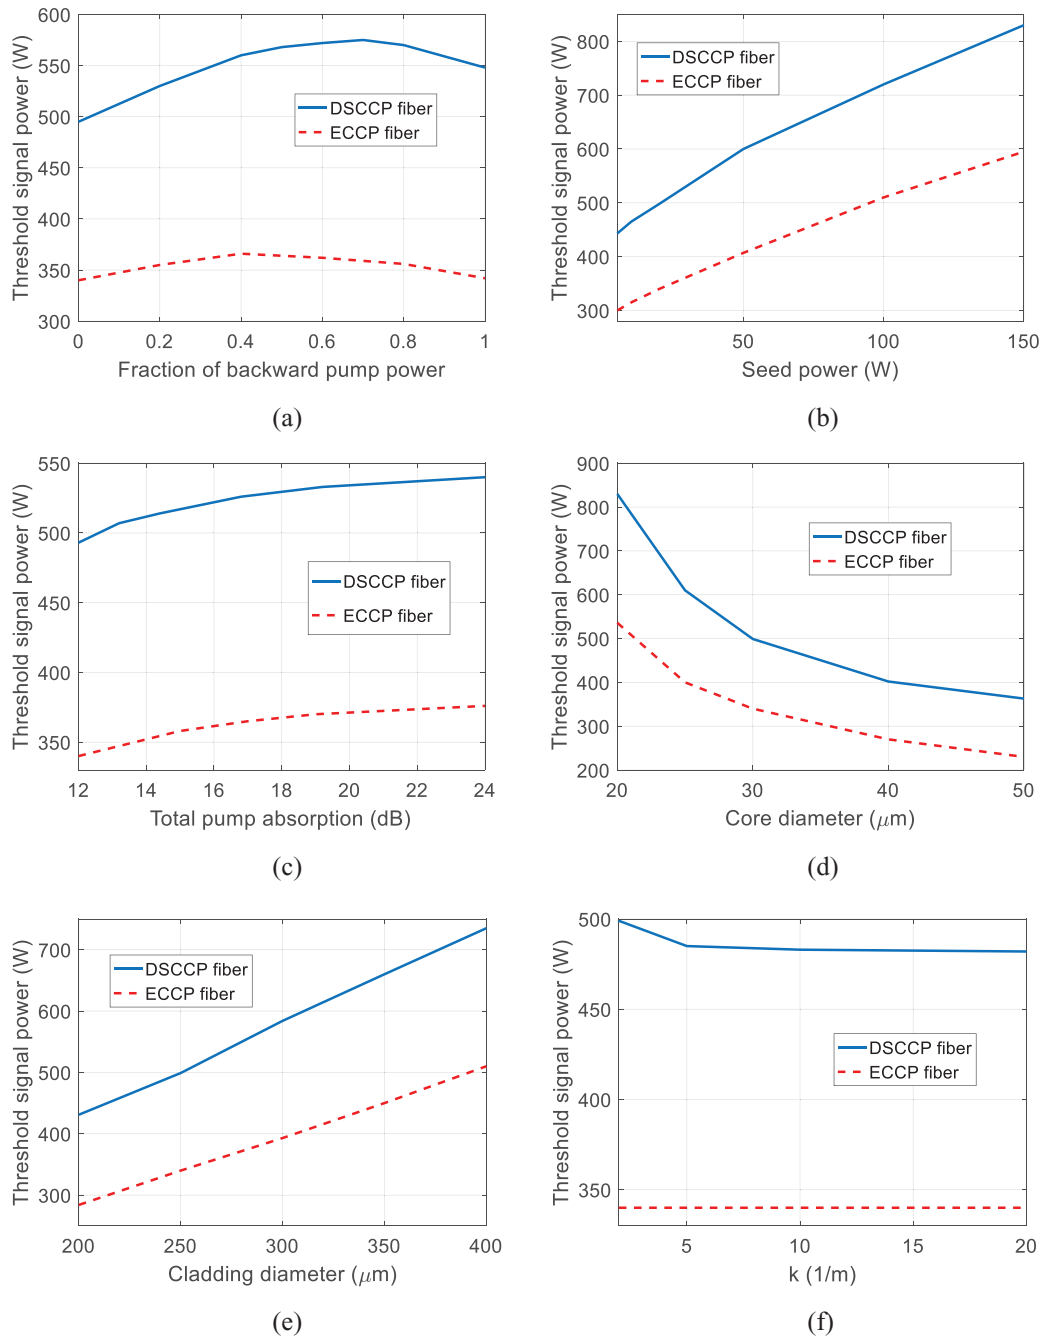 600
550
500
450
400
350
300
0
0.2
0.4
0.6
0.8
1
Threshold signal power (W)
Fraction of backward pump power
DSCCP fiber
ECCP fiber
(a)
800
700
600
500
400
300
50
100
150
Threshold signal power (W)
Seed power (W)
DSCCP fiber
ECCP fiber
(b)
550
500
450
400
350
12
14
16
18
20
22
24
Threshold signal power (W)
Total pump absorption (dB)
DSCCP fiber
ECCP fiber
(c)
900
800
700
600
500
400
300
200
20
30
40
50
Threshold signal power (W)
Core diameter (μm)
DSCCP fiber
ECCP fiber
(d)
700
600
500
400
300
200
250
300
350
400
Threshold signal power (W)
Cladding diameter (μm)
DSCCP fiber
ECCP fiber
(e)
500
450
400
350
5
10
15
20
Threshold signal power (W)
k (1/m)
DSCCP fiber
ECCP fiber
(f)